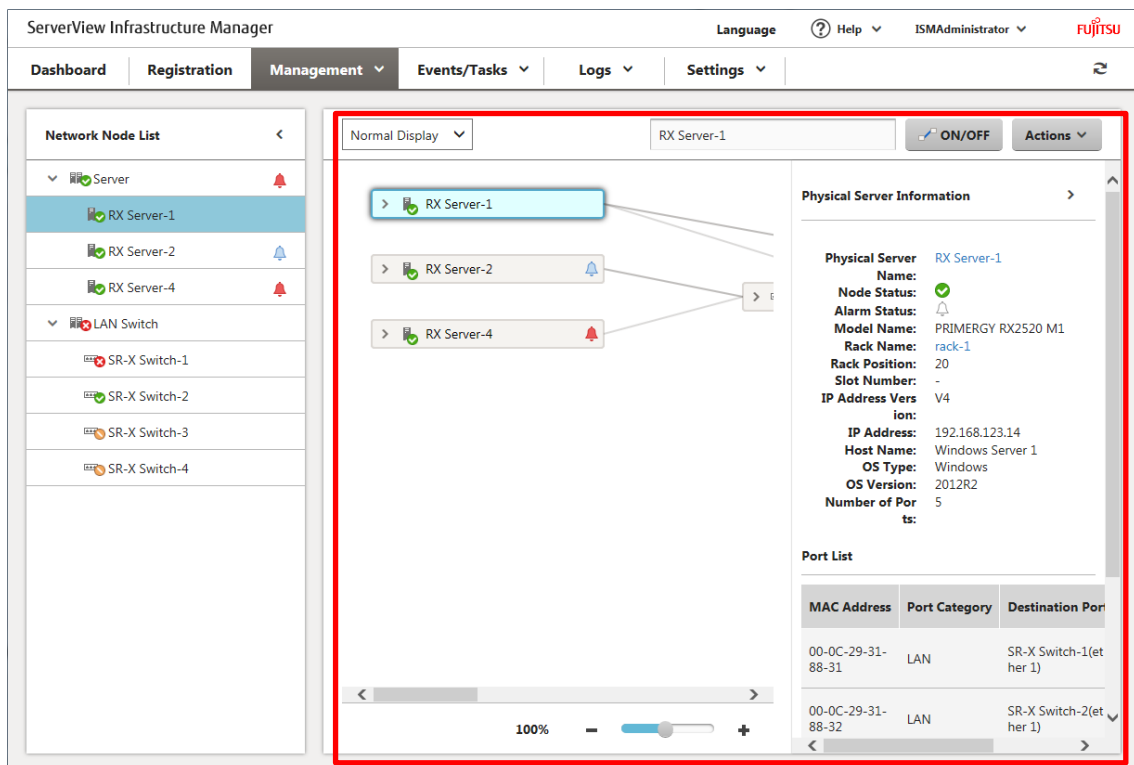 ServerView Infrastructure Manager
Language
Help
ISMAdministrator
FUJITSU
Dashboard
Registration
Management
Events/Tasks
Logs
Settings
Network Node List
Server
RX Server-1
RX Server-2
RX Server-4
LAN Switch
SR-X Switch-1
SR-X Switch-2
SR-X Switch-3
SR-X Switch-4
Normal Display
RX Server-1
ON/OFF
Actions
RX Server-1
RX Server-2
RX Server-4
100%
Physical Server Information
Physical Server Name: RX Server-1
Node Status:
Alarm Status:
Model Name: PRIMERGY RX2520 M1
Rack Name: rack-1
Rack Position: 20
Slot Number: -
IP Address Version: V4
IP Address: 192.168.123.14
Host Name: Windows Server 1
OS Type: Windows
OS Version: 2012R2
Number of Ports: 5
Port List
MAC Address Port Category Destination Port
00-0C-29-31-88-31 LAN SR-X Switch-1(ether 1)
00-0C-29-31-88-32 LAN SR-X Switch-2(ether 1)